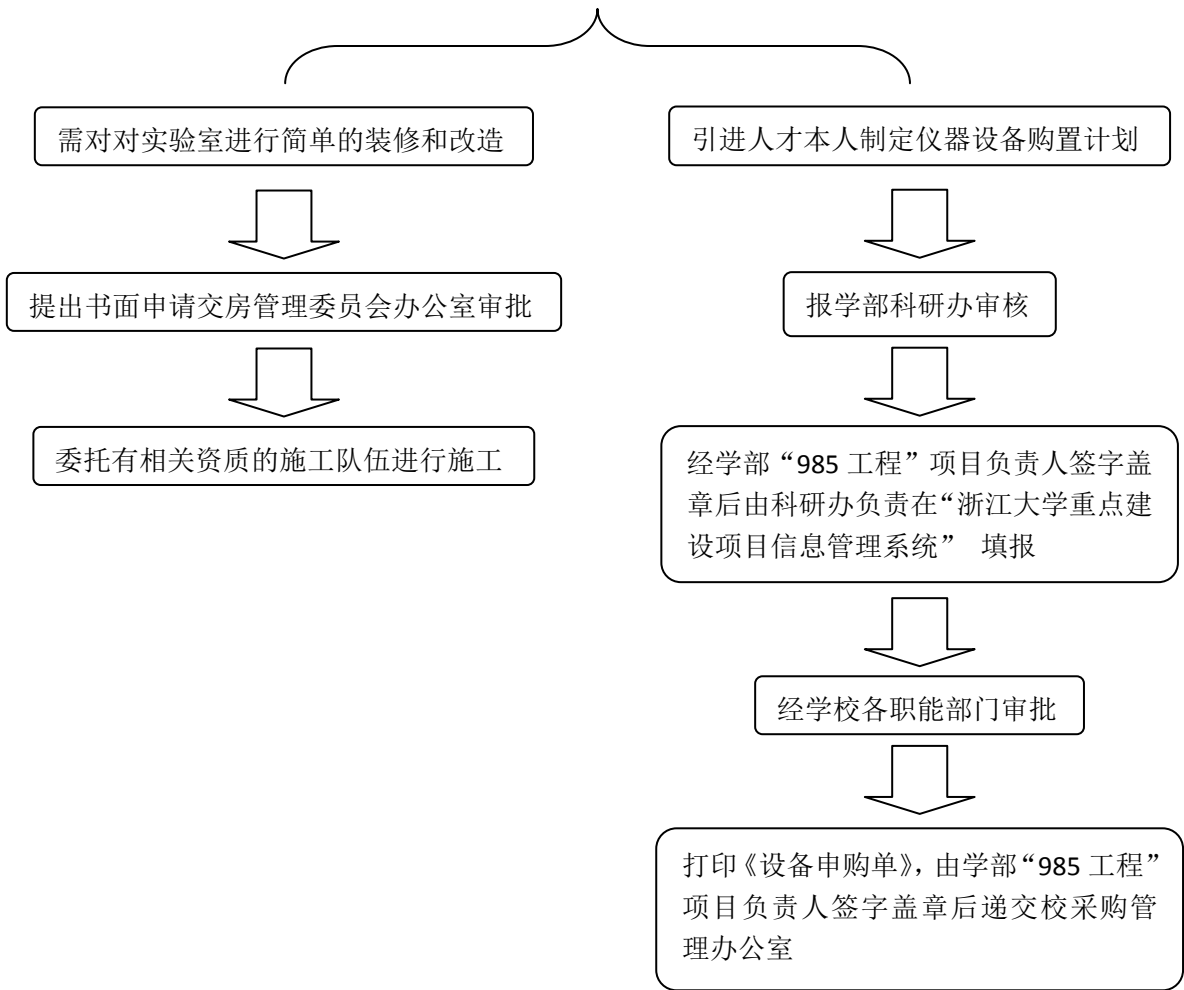 需对对实验室进行简单的装修和改造
提出书面申请交房管理委员会办公室审批
委托有相关资质的施工队伍进行施工
引进人才本人制定仪器设备购置计划
报学部科研办审核
经学部“985 工程”项目负责人签字盖
章后由科研办负责在“浙江大学重点建
设项目信息管理系统” 填报
经学校各职能部门审批
打印《设备申购单》，由学部“985 工程”
项目负责人签字盖章后递交校采购管
理办公室